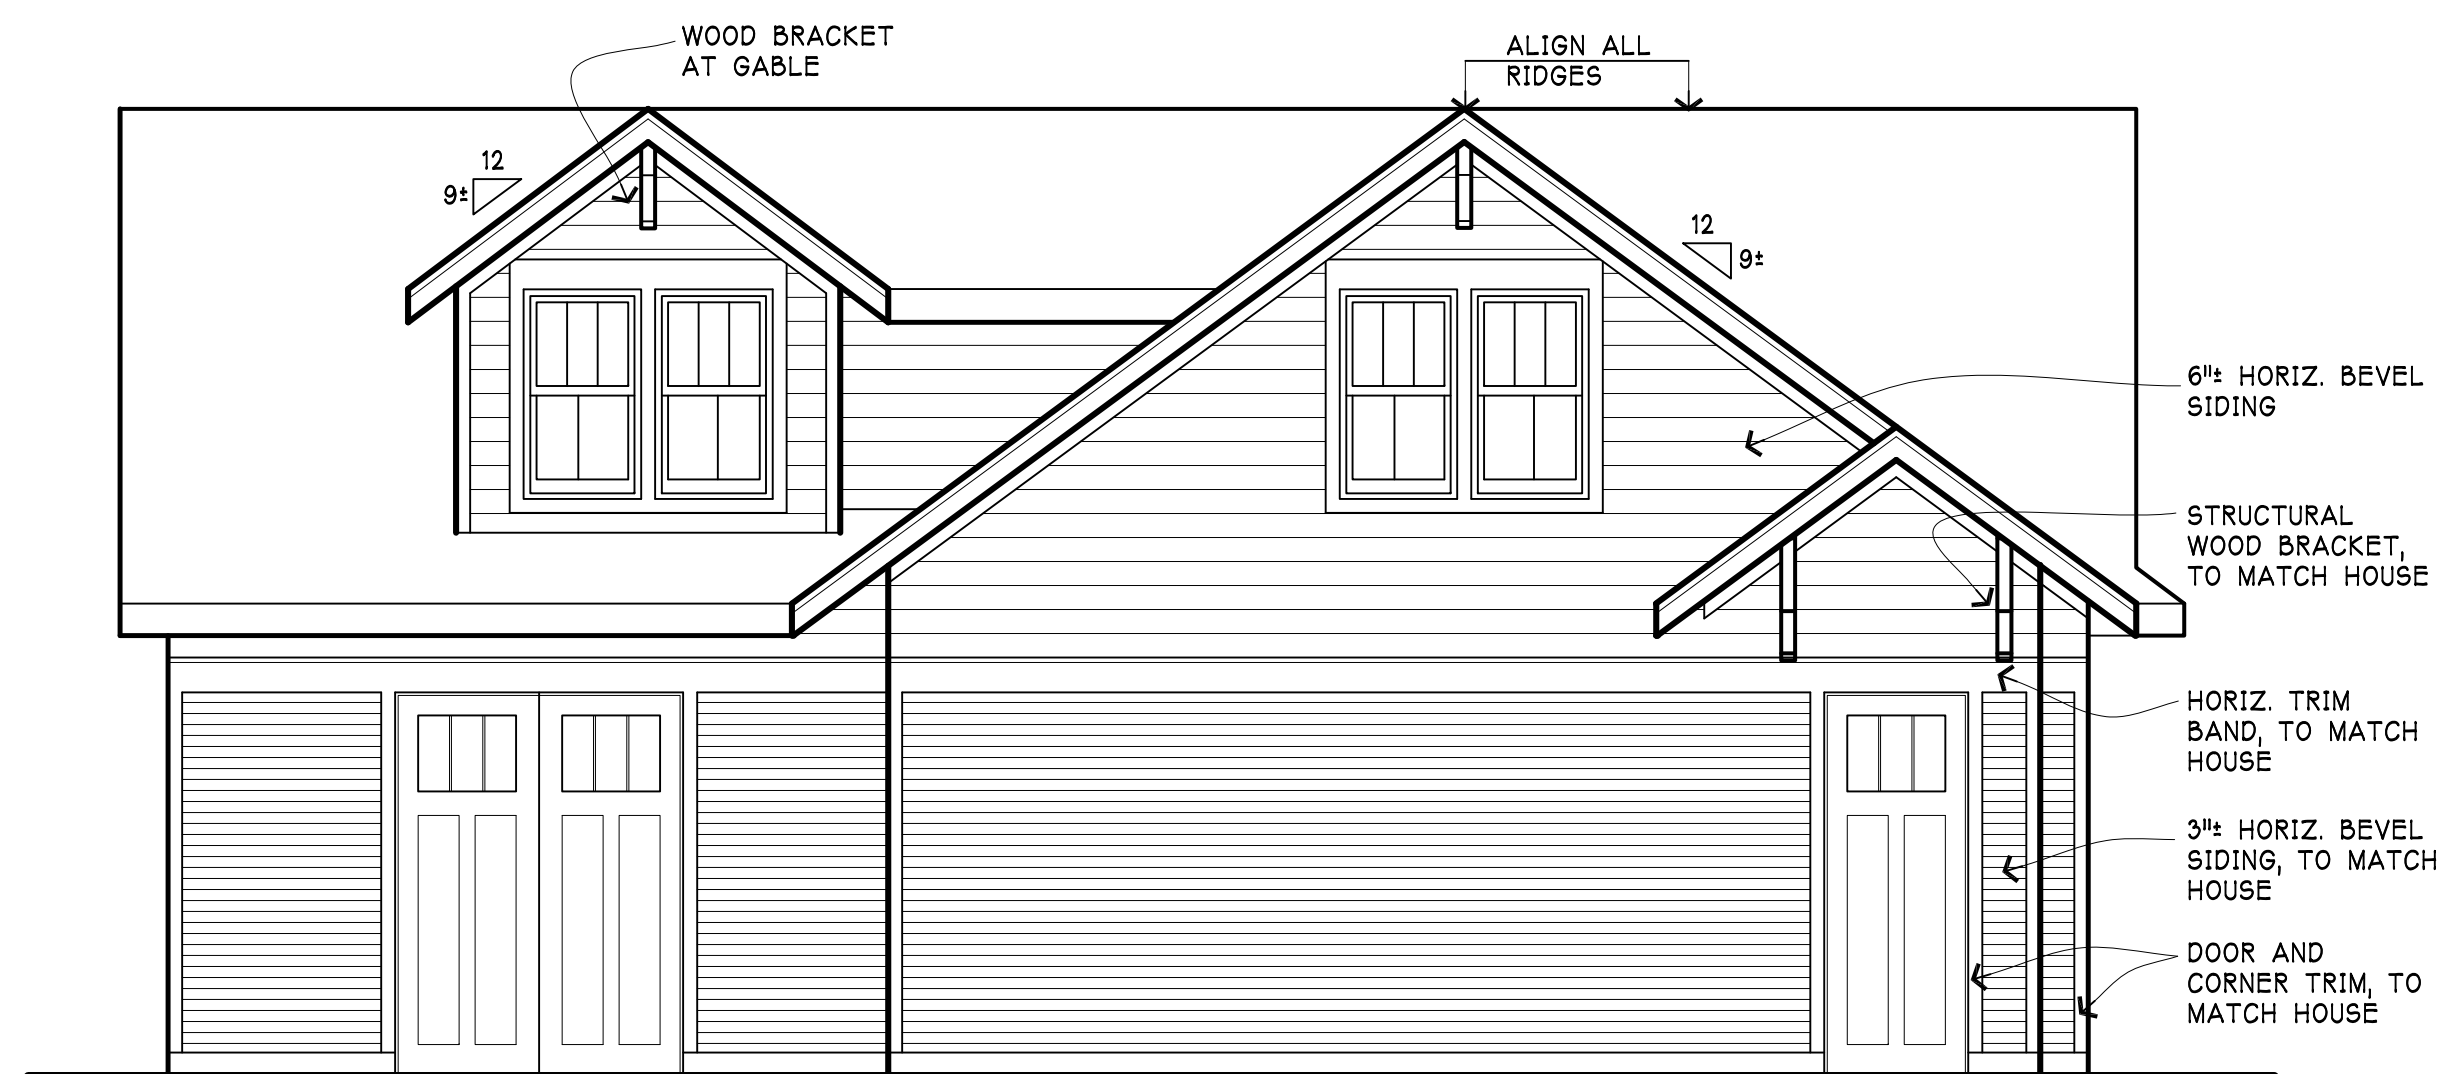 WOOD BRACKET
AT GABLE
ALIGN ALL
RIDGES
12
9±
12
9±
6"± HORIZ. BEVEL
SIDING
STRUCTURAL
WOOD BRACKET,
TO MATCH HOUSE
HORIZ. TRIM
BAND, TO MATCH
HOUSE
3"± HORIZ. BEVEL
SIDING, TO MATCH
HOUSE
DOOR AND
CORNER TRIM, TO
MATCH HOUSE